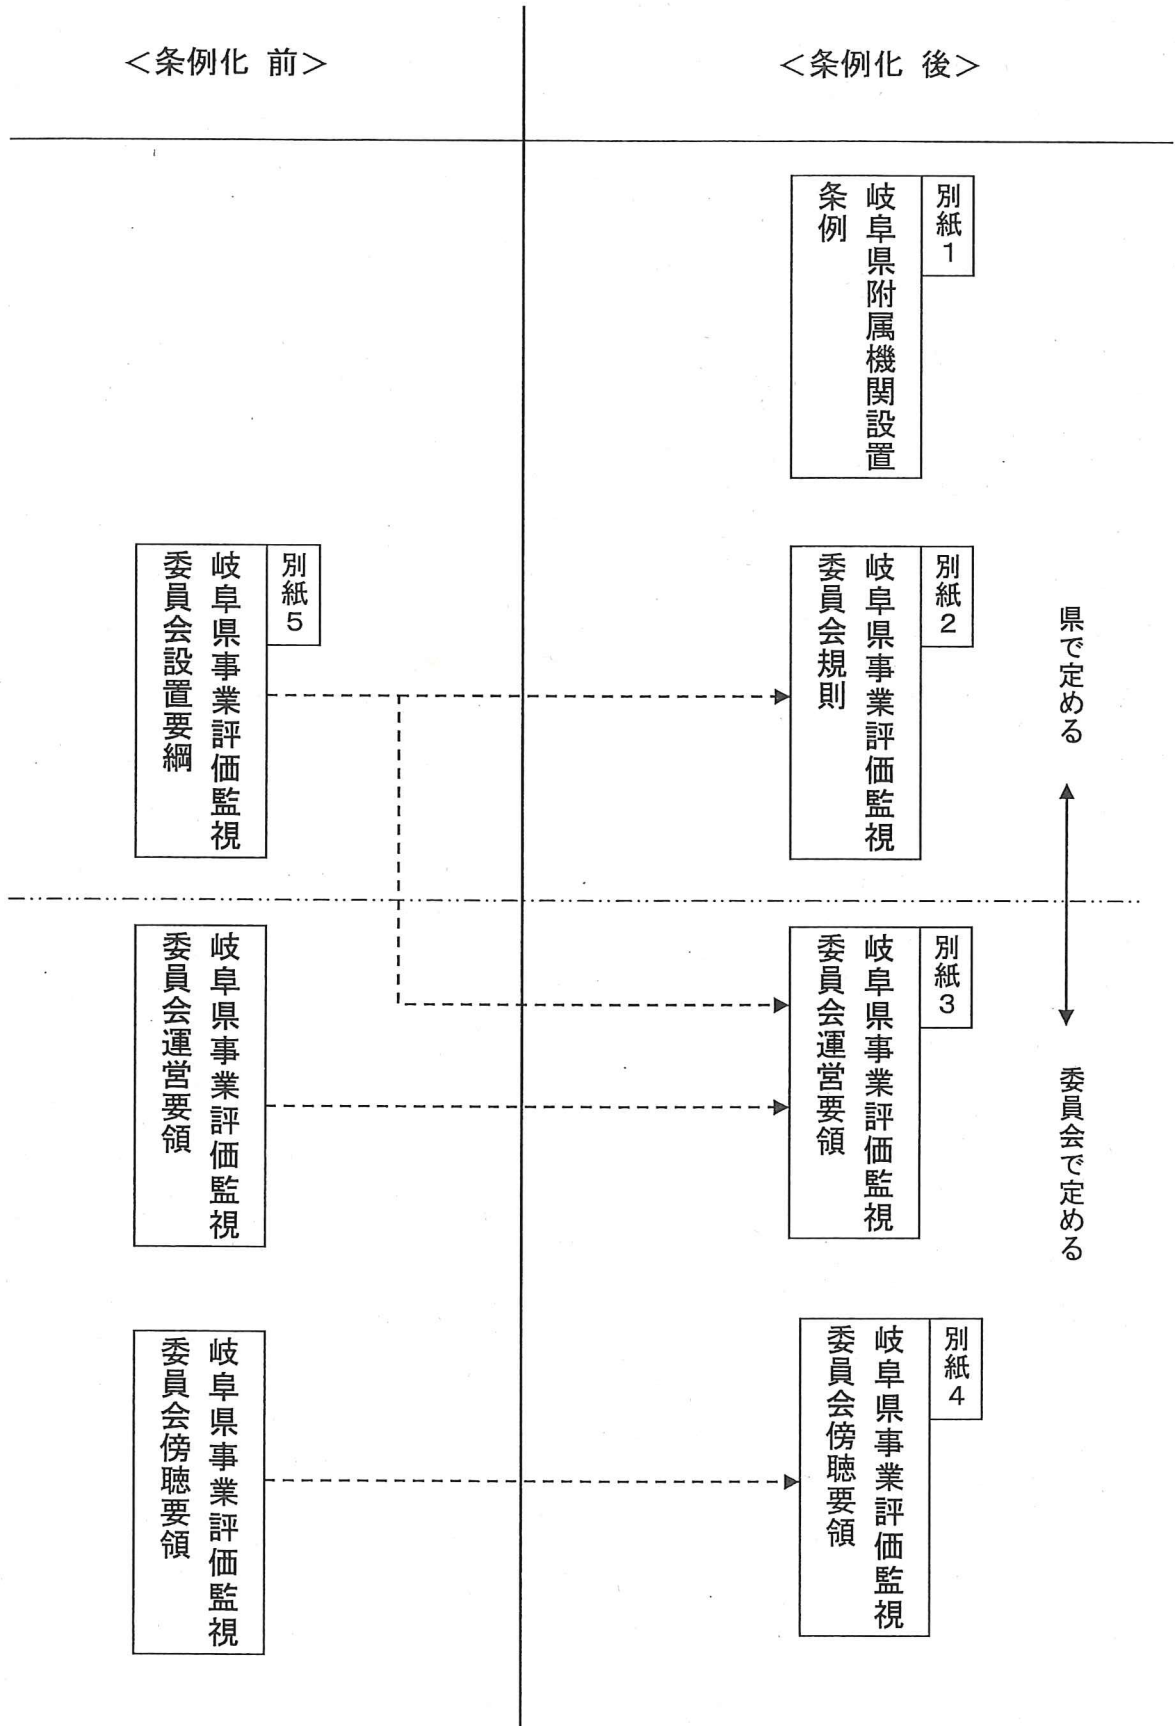 ＜条例化 前＞
＜条例化 後＞
別紙1
岐阜県附属機関設置
条例
別紙5
岐阜県事業評価監視
委員会設置要綱
別紙2
岐阜県事業評価監視
委員会規則
県で定める
岐阜県事業評価監視
委員会運営要領
別紙3
岐阜県事業評価監視
委員会運営要領
委員会で定める
岐阜県事業評価監視
委員会傍聴要領
別紙4
岐阜県事業評価監視
委員会傍聴要領